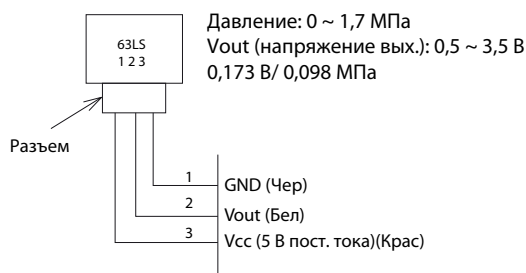 63LS
1 2 3
Давление: 0 ~ 1,7 МПа
Vout (напряжение вых.): 0,5 ~ 3,5 В
0,173 В/ 0,098 МПа
Разъем
1
GND (Чер)
2
Vout (Бел)
3
Vcc (5 В пост. тока)(Крас)